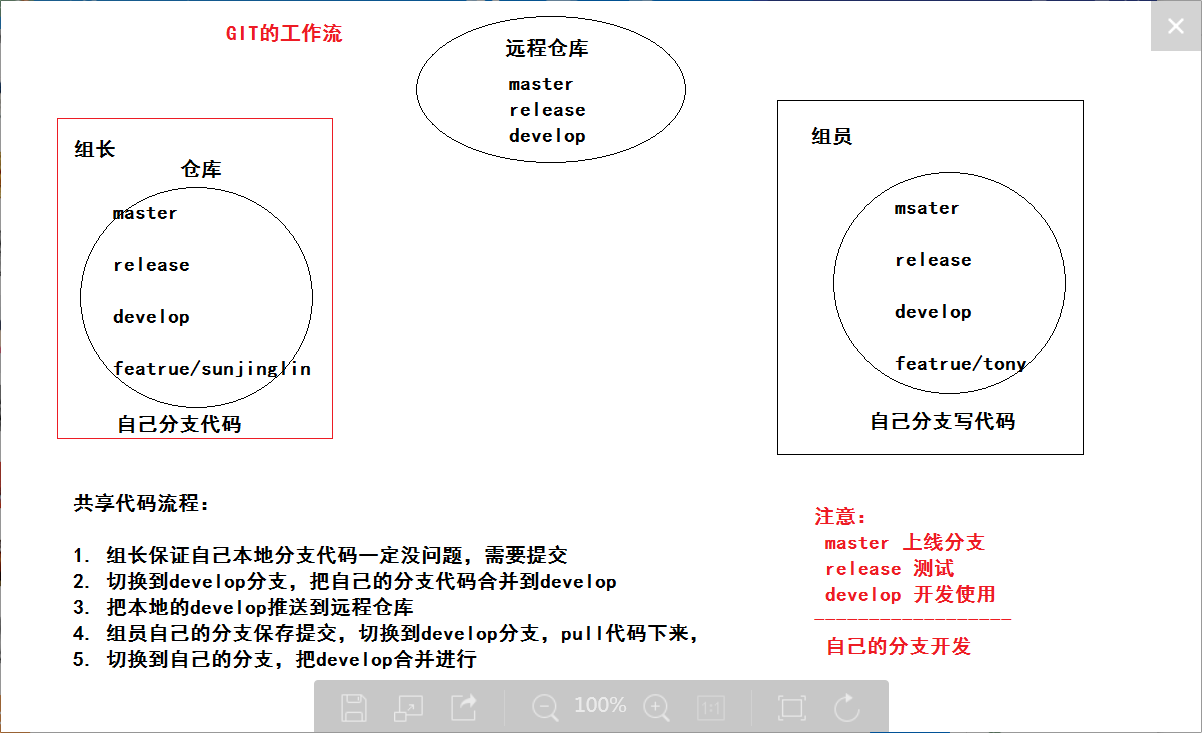 GIT的工作流
远程仓库
master
release
develop
组长
仓库
master
release
develop
featrue/sunjinglin
自己分支代码
组员
msater
release
develop
featrue/tony
自己分支写代码
共享代码流程：
1. 组长保证自己本地分支代码一定没问题，需要提交
2. 切换到develop分支，把自己的分支代码合并到develop
3. 把本地的develop推送到远程仓库
4. 组员自己的分支保存提交，切换到develop分支，pull代码下来，
5. 切换到自己的分支，把develop合并进行
注意：
master 上线分支
release 测试
develop 开发使用
------------------
自己的分支开发
100%
1:1